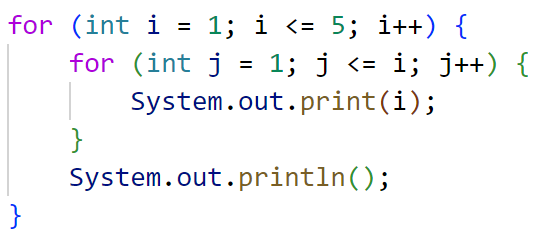 for (int i = 1; i <= 5; i++) {
    for (int j = 1; j <= i; j++) {
        System.out.print(i);
    }
    System.out.println();
}